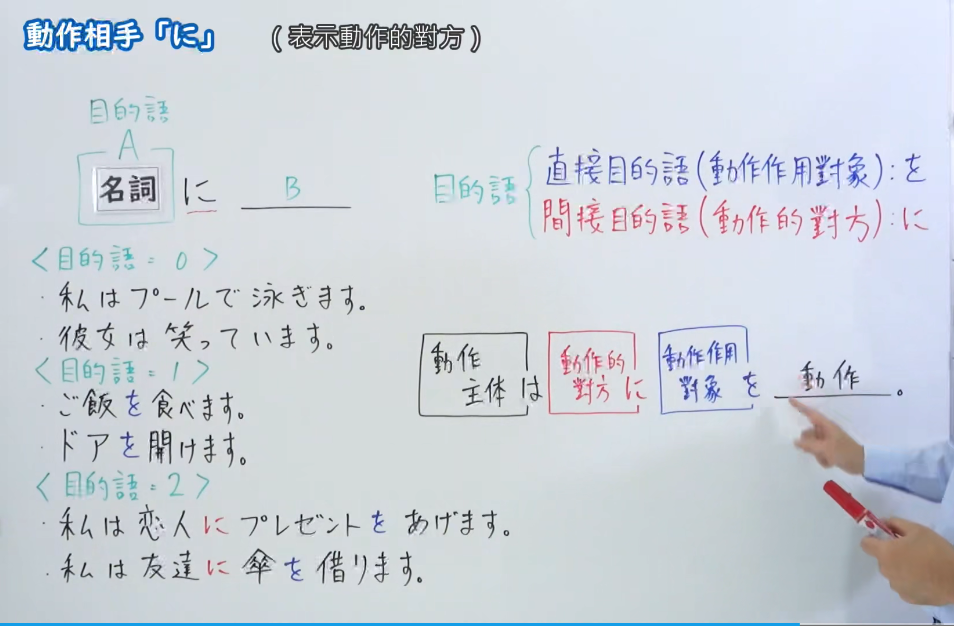 動作相手「に」 (表示動作的對方)
目的語
A
名詞 に B
目的語 直接目的語(動作作用對象):を
間接目的語(動作的對方):に
<目的語=0>
・私はプールで泳ぎます。
・彼女は笑っています。
<目的語=1>
・ご飯を食べます。
・ドアを開けます。
<目的語=2>
・私は恋人にプレゼントをあげます。
・私は友達に傘を借ります。
動作主体は 動作的對方に 動作作用對象を 動作。